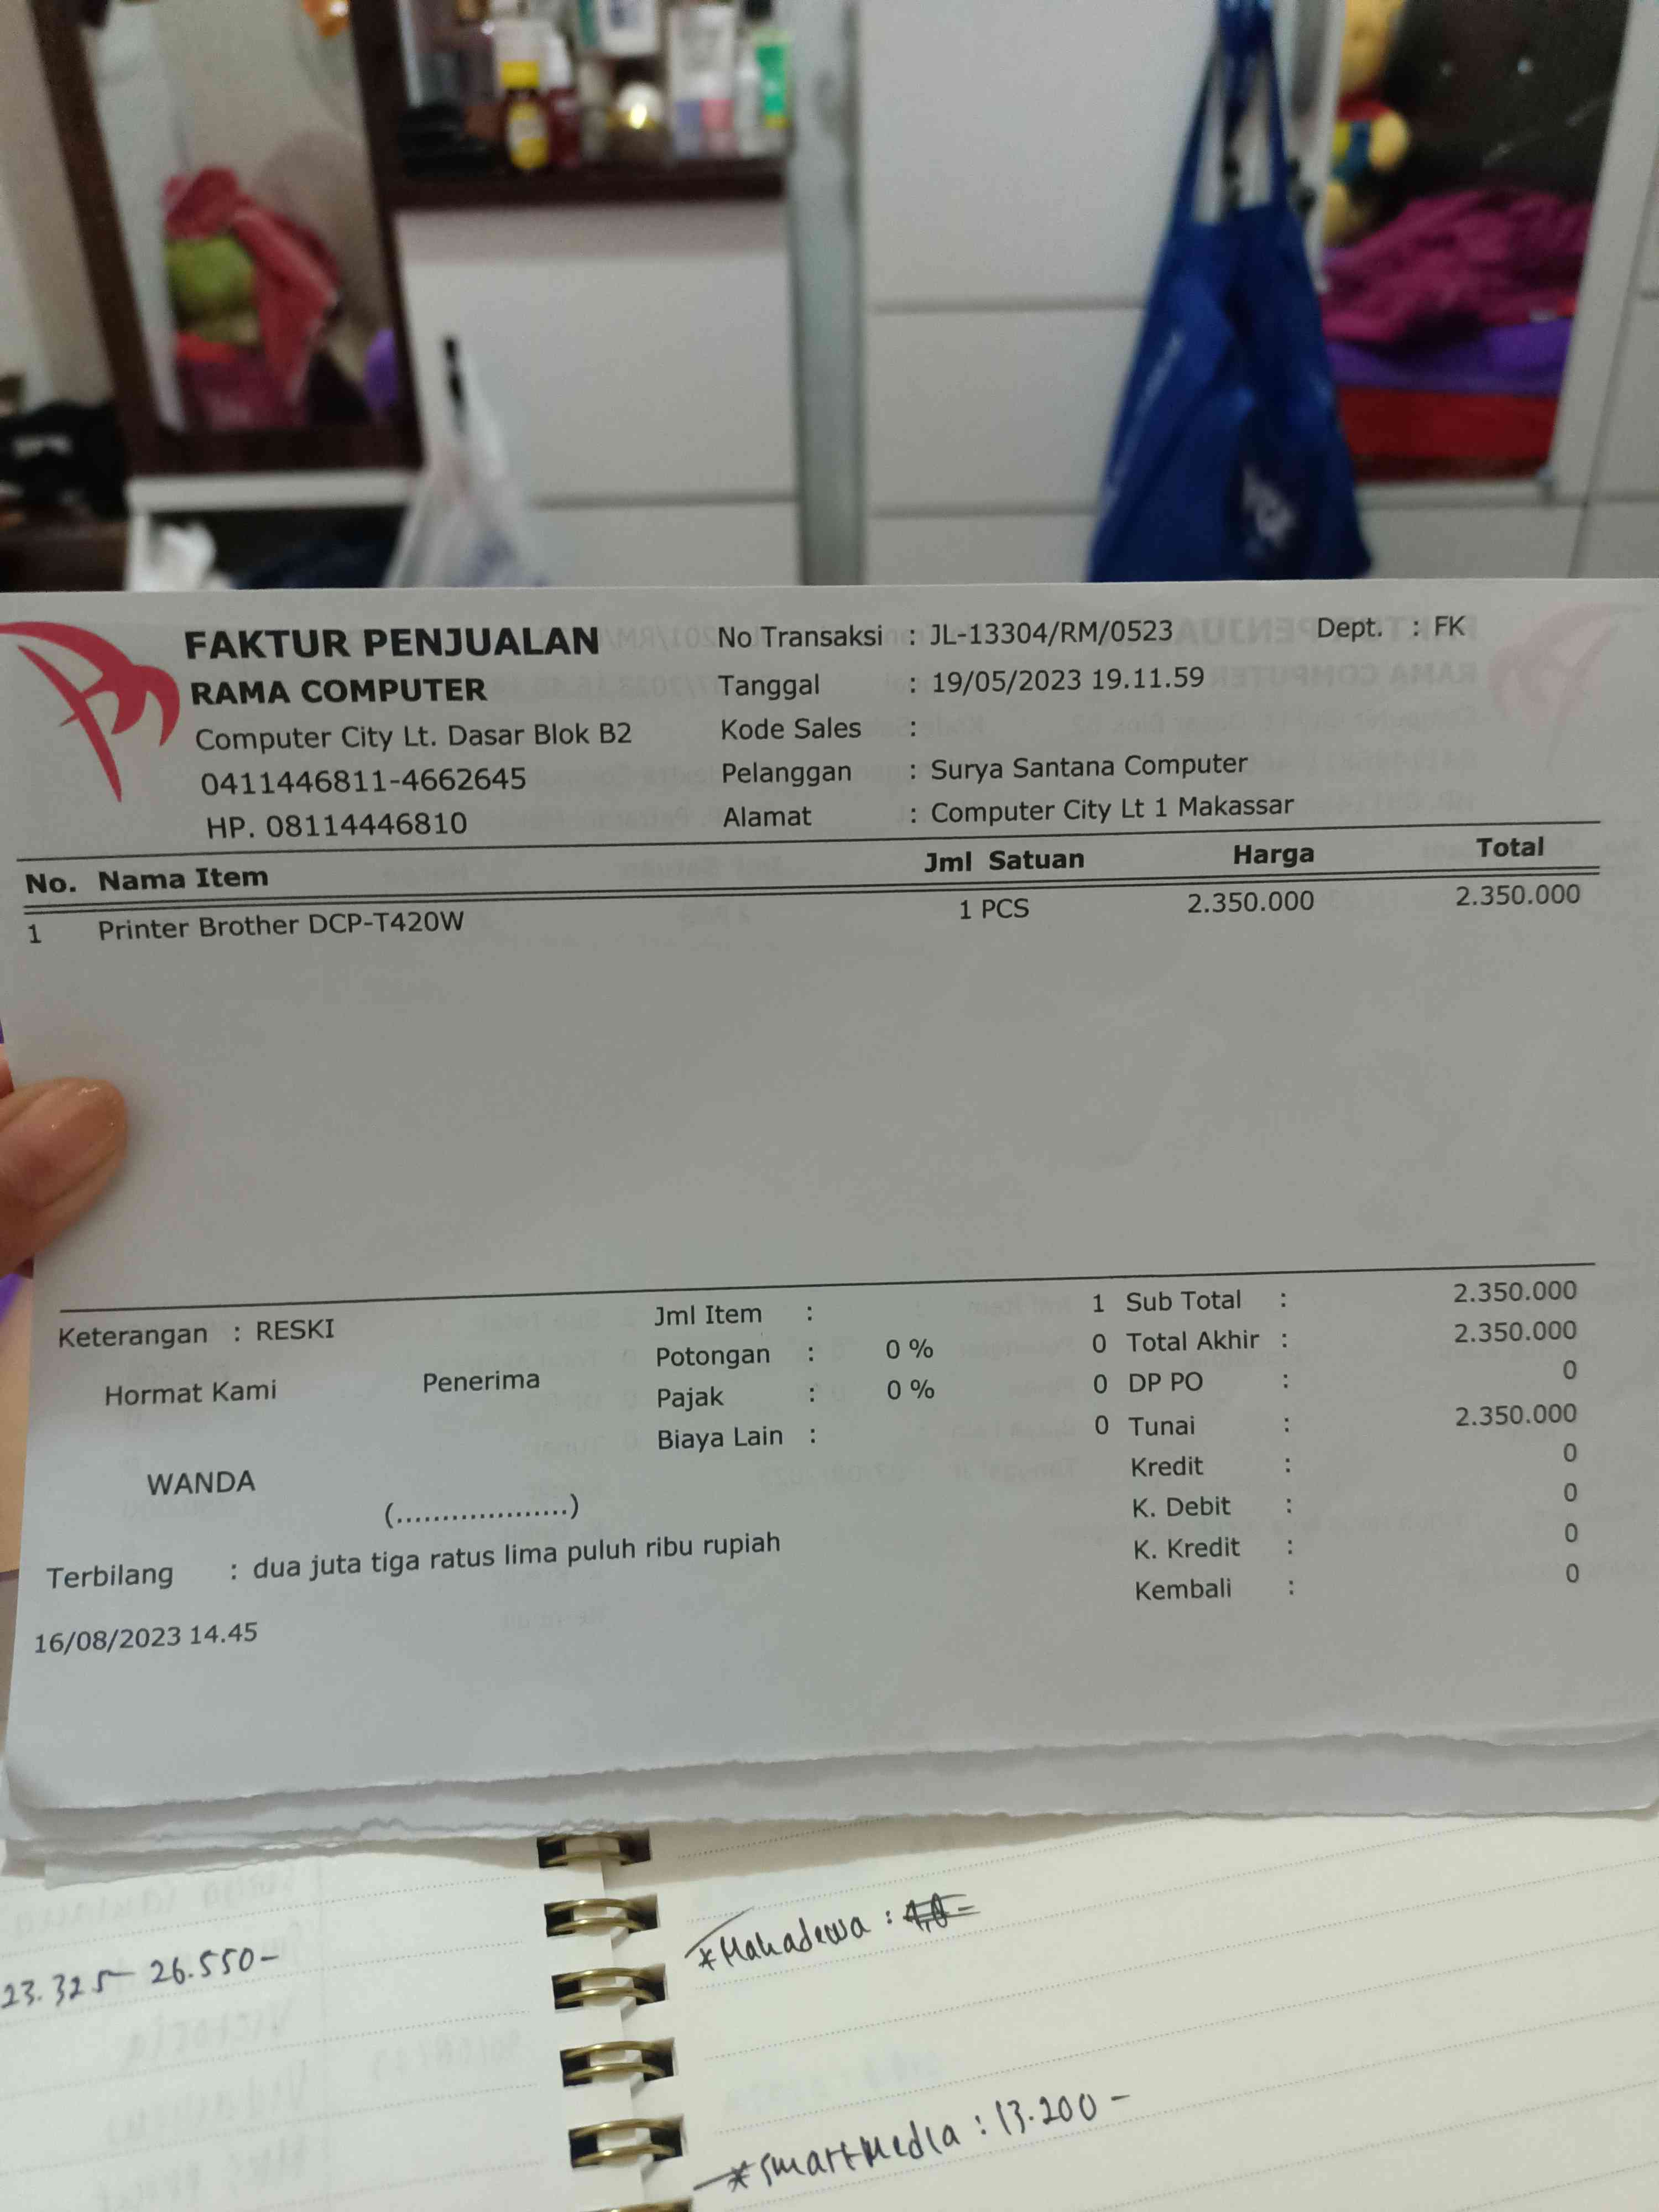 FAKTUR PENJUALAN
RAMA COMPUTER
Computer City Lt. Dasar Blok B2
0411446811-4662645
HP. 08114446810
No Transaksi : JL-13304/RM/0523
Tanggal : 19/05/2023 19.11.59
Kode Sales :
Pelanggan : Surya Santana Computer
Alamat : Computer City Lt 1 Makassar
Dept. : FK
No. Nama Item Jml Satuan Harga Total
1 Printer Brother DCP-T420W 1 PCS 2.350.000 2.350.000
Keterangan : RESKI
Hormat Kami Penerima
WANDA
(...................)
Terbilang : dua juta tiga ratus lima puluh ribu rupiah
16/08/2023 14.45
Jml Item : 1
Potongan : 0 % 0
Pajak : 0 % 0
Biaya Lain : 0
Sub Total : 2.350.000
Total Akhir : 2.350.000
DP PO : 0
Tunai : 2.350.000
Kredit : 0
K. Debit : 0
K. Kredit : 0
Kembali : 0
23.325 26.550-
*Mahadewa :
*SmartMedia : 13.200 -